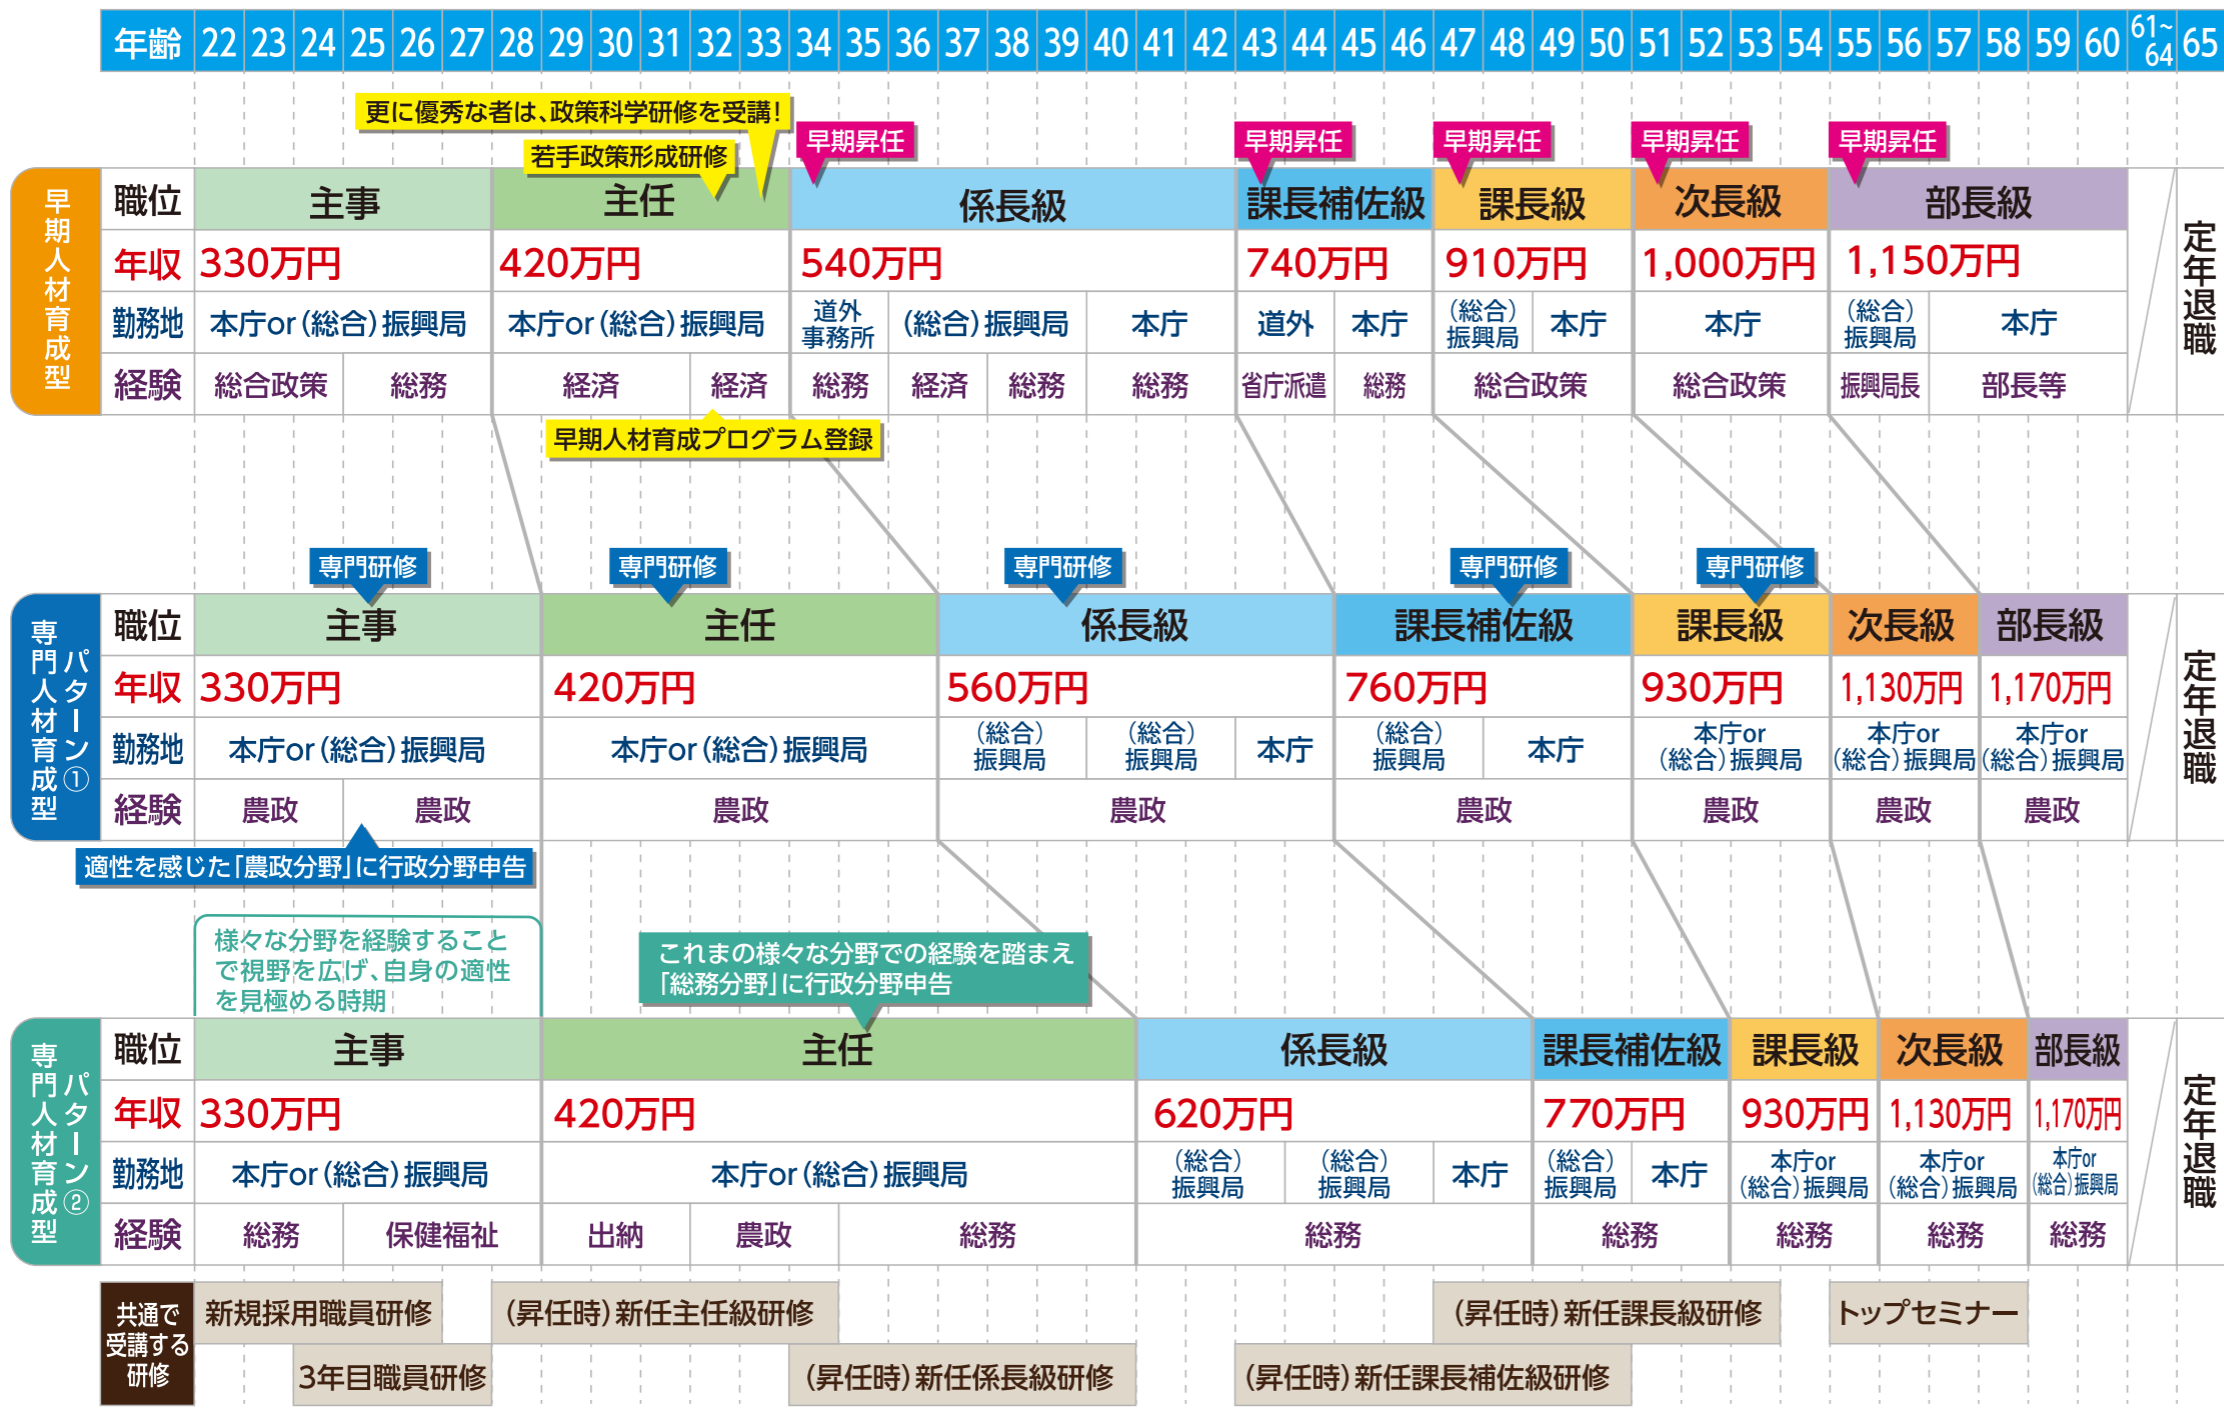 年齢 22 23 24 25 26 27 28 29 30 31 32 33 34 35 36 37 38 39 40 41 42 43 44 45 46 47 48 49 50 51 52 53 54 55 56 57 58 59 60 61~64 65
更に優秀な者は、政策科学研修を受講!
若手政策形成研修
早期昇任 早期昇任 早期昇任 早期昇任 早期昇任
早期人材育成型
職位 主事 主任 係長級 課長補佐級 課長級 次長級 部長級
年収 330万円 420万円 540万円 740万円 910万円 1,000万円 1,150万円
勤務地 本庁or(総合)振興局 本庁or(総合)振興局 道外事務所 (総合)振興局 本庁 道外 本庁 (総合)振興局 本庁 本庁 (総合)振興局 本庁
経験 総合政策 総務 経済 経済 総務 経済 総務 総務 省庁派遣 総務 総合政策 総合政策 振興局長 部長等
定年退職
早期人材育成プログラム登録
専門研修 専門研修 専門研修 専門研修 専門研修
専門人材育成型
パターン①
職位 主事 主任 係長級 課長補佐級 課長級 次長級 部長級
年収 330万円 420万円 560万円 760万円 930万円 1,130万円 1,170万円
勤務地 本庁or(総合)振興局 本庁or(総合)振興局 (総合)振興局 (総合)振興局 本庁 (総合)振興局 本庁 本庁or(総合)振興局 本庁or(総合)振興局 本庁or(総合)振興局
経験 農政 農政 農政 農政 農政 農政 農政 農政
定年退職
適性を感じた「農政分野」に行政分野申告
様々な分野を経験すること
で視野を広げ、自身の適性
を見極める時期
これまの様々な分野での経験を踏まえ
「総務分野」に行政分野申告
専門人材育成型
パターン②
職位 主事 主任 係長級 課長補佐級 課長級 次長級 部長級
年収 330万円 420万円 620万円 770万円 930万円 1,130万円 1,170万円
勤務地 本庁or(総合)振興局 本庁or(総合)振興局 (総合)振興局 (総合)振興局 本庁 (総合)振興局 本庁 本庁or(総合)振興局 本庁or(総合)振興局 本庁or(総合)振興局
経験 総務 保健福祉 出納 農政 総務 総務 総務 総務 総務 総務
定年退職
共通で
受講する
研修
新規採用職員研修 (昇任時)新任主任級研修 (昇任時)新任課長級研修 トップセミナー
3年目職員研修 (昇任時)新任係長級研修 (昇任時)新任課長補佐級研修